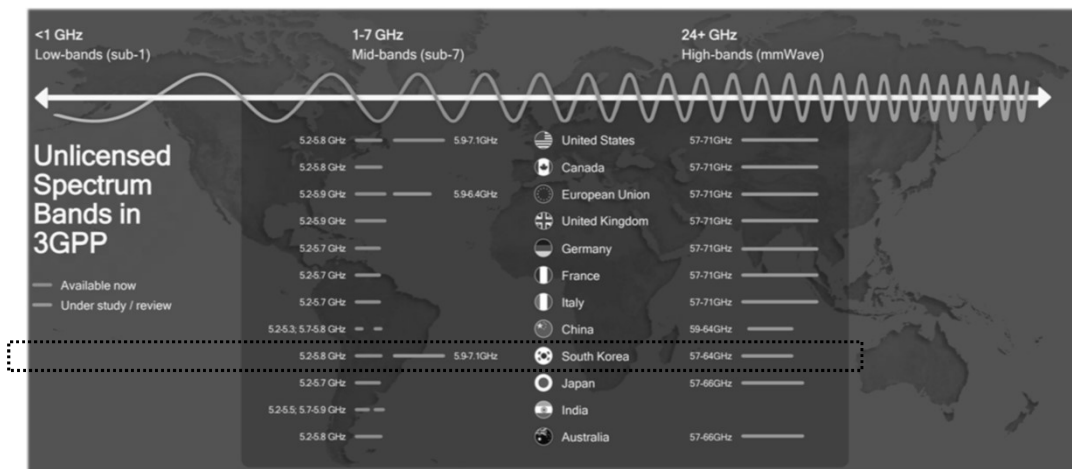 <1 GHz
Low-bands (sub-1)
1-7 GHz
Mid-bands (sub-7)
24+ GHz
High-bands (mmWave)
Unlicensed
Spectrum
Bands in
3GPP
Available now
Under study / review
5.2-5.8 GHz 5.9-7.1GHz United States 57-71GHz
5.2-5.8 GHz Canada 57-71GHz
5.2-5.9 GHz 5.9-6.4GHz European Union 57-71GHz
5.2-5.9 GHz United Kingdom 57-71GHz
5.2-5.7 GHz Germany 57-71GHz
5.2-5.7 GHz France 57-71GHz
5.2-5.7 GHz Italy 57-71GHz
5.2-5.3; 5.7-5.8 GHz China 59-64GHz
5.2-5.8 GHz 5.9-7.1GHz South Korea 57-64GHz
5.2-5.7 GHz Japan 57-66GHz
5.2-5.5; 5.7-5.9 GHz India
5.2-5.8 GHz Australia 57-66GHz